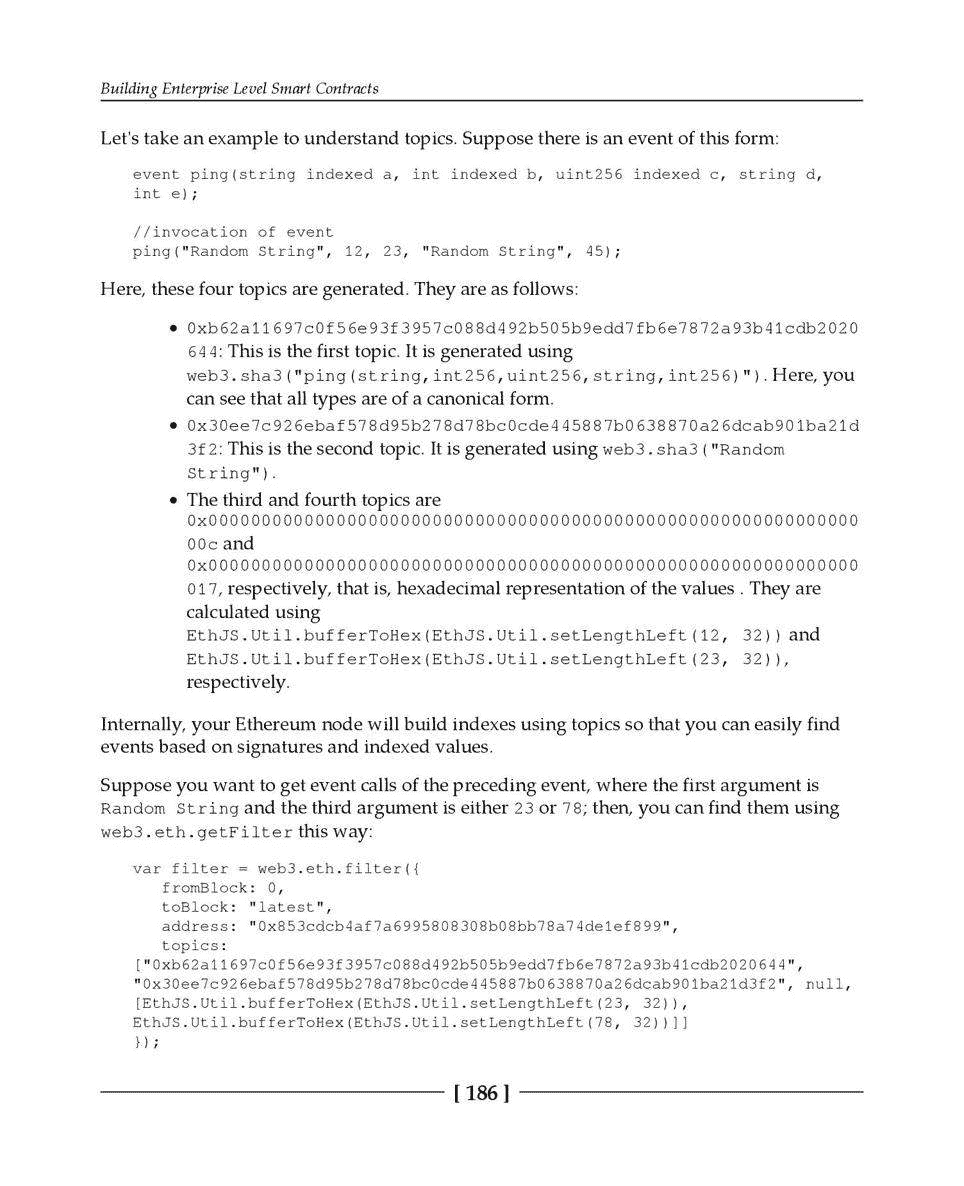 Building Enterprise Level Smart Contracts
Let's take an example to understand topics. Suppose there is an event of this form:
event ping(string indexed a, int indexed b, uint256 indexed c, string d,
int e);
//invocation of event
ping("Random String", 12, 23, "Random String", 45);
Here, these four topics are generated. They are as follows:
• 0xb62a11697c0f56e93f3957c088d492b505b9edd7fb6e7872a93b41cdb2020
644: This is the first topic. It is generated using
web3.sha3("ping(string,int256,uint256,string,int256)"). Here, you
can see that all types are of a canonical form.
• 0x30ee7c926ebaf578d95b278d78bc0cde445887b0638870a26dcab901ba21d
3f2: This is the second topic. It is generated using web3.sha3("Random
String").
• The third and fourth topics are
0x0000000000000000000000000000000000000000000000000000000000000
00c and
0x0000000000000000000000000000000000000000000000000000000000000
017, respectively, that is, hexadecimal representation of the values . They are
calculated using
EthJS.Util.bufferToHex(EthJS.Util.setLengthLeft(12, 32)) and
EthJS.Util.bufferToHex(EthJS.Util.setLengthLeft(23, 32)),
respectively.
Internally, your Ethereum node will build indexes using topics so that you can easily find
events based on signatures and indexed values.
Suppose you want to get event calls of the preceding event, where the first argument is
Random String and the third argument is either 23 or 78; then, you can find them using
web3.eth.getFilter this way:
var filter = web3.eth.filter({
fromBlock: 0,
toBlock: "latest",
address: "0x853cdcb4af7a6995808308b08bb78a74de1ef899",
topics:
["0xb62a11697c0f56e93f3957c088d492b505b9edd7fb6e7872a93b41cdb2020644",
"0x30ee7c926ebaf578d95b278d78bc0cde445887b0638870a26dcab901ba21d3f2", null,
[EthJS.Util.bufferToHex(EthJS.Util.setLengthLeft(23, 32)),
EthJS.Util.bufferToHex(EthJS.Util.setLengthLeft(78, 32))]]
});
[ 186 ]